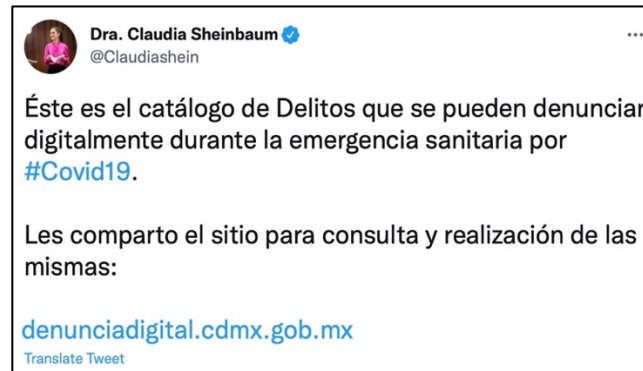 Dra. Claudia Sheinbaum
@Claudiashein
Éste es el catálogo de Delitos que se pueden denunciar
digitalmente durante la emergencia sanitaria por
#Covid19.
Les comparto el sitio para consulta y realización de las
mismas:
denunciadigital.cdmx.gob.mx
Translate Tweet